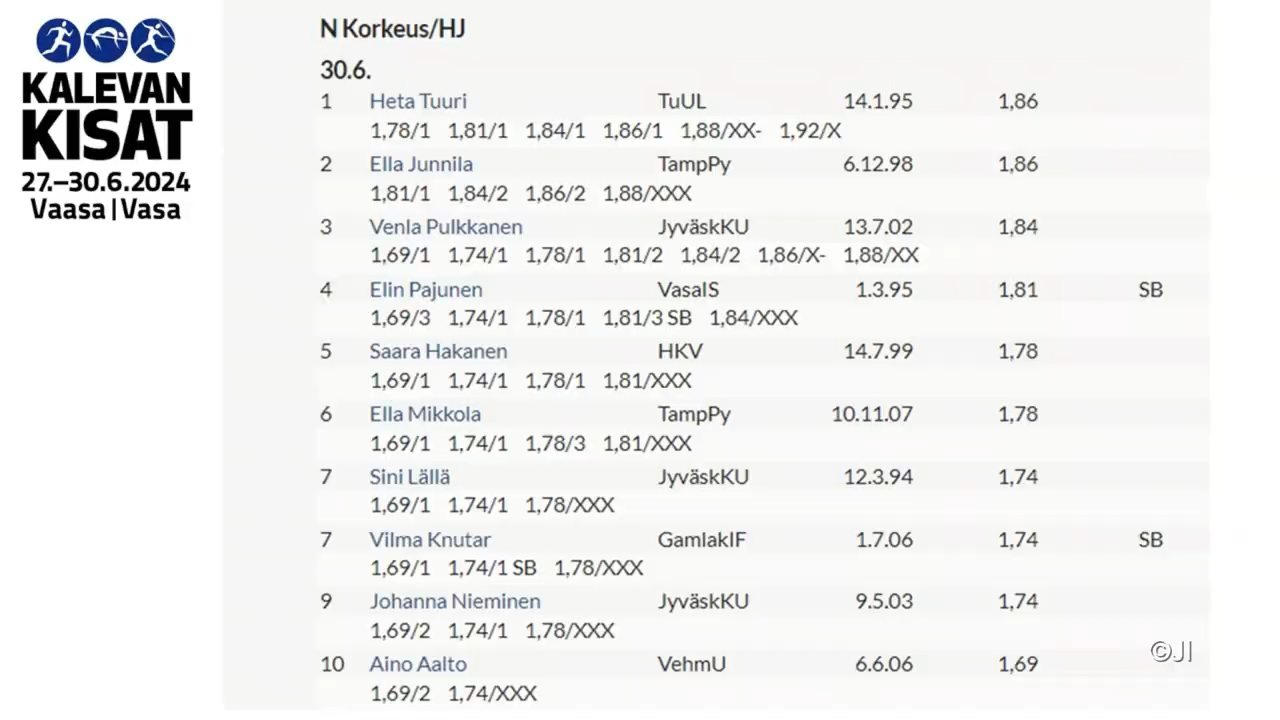 KALEVAN
KISAT
27.–30.6.2024
Vaasa | Vasa
N Korkeus/HJ
30.6.
1 Heta Tuuri TuUL 14.1.95 1,86
1,78/1 1,81/1 1,84/1 1,86/1 1,88/XX- 1,92/X
2 Ella Junnila TampPy 6.12.98 1,86
1,81/1 1,84/2 1,86/2 1,88/XXX
3 Venla Pulkkanen JyväskKU 13.7.02 1,84
1,69/1 1,74/1 1,78/1 1,81/2 1,84/2 1,86/X- 1,88/XX
4 Elin Pajunen VasaIS 1.3.95 1,81 SB
1,69/3 1,74/1 1,78/1 1,81/3 SB 1,84/XXX
5 Saara Hakanen HKV 14.7.99 1,78
1,69/1 1,74/1 1,78/1 1,81/XXX
6 Ella Mikkola TampPy 10.11.07 1,78
1,69/1 1,74/1 1,78/3 1,81/XXX
7 Sini Lällä JyväskKU 12.3.94 1,74
1,69/1 1,74/1 1,78/XXX
7 Vilma Knutar GamlakIF 1.7.06 1,74 SB
1,69/1 1,74/1 SB 1,78/XXX
9 Johanna Nieminen JyväskKU 9.5.03 1,74
1,69/2 1,74/1 1,78/XXX
10 Aino Aalto VehmU 6.6.06 1,69
1,69/2 1,74/XXX
©JI